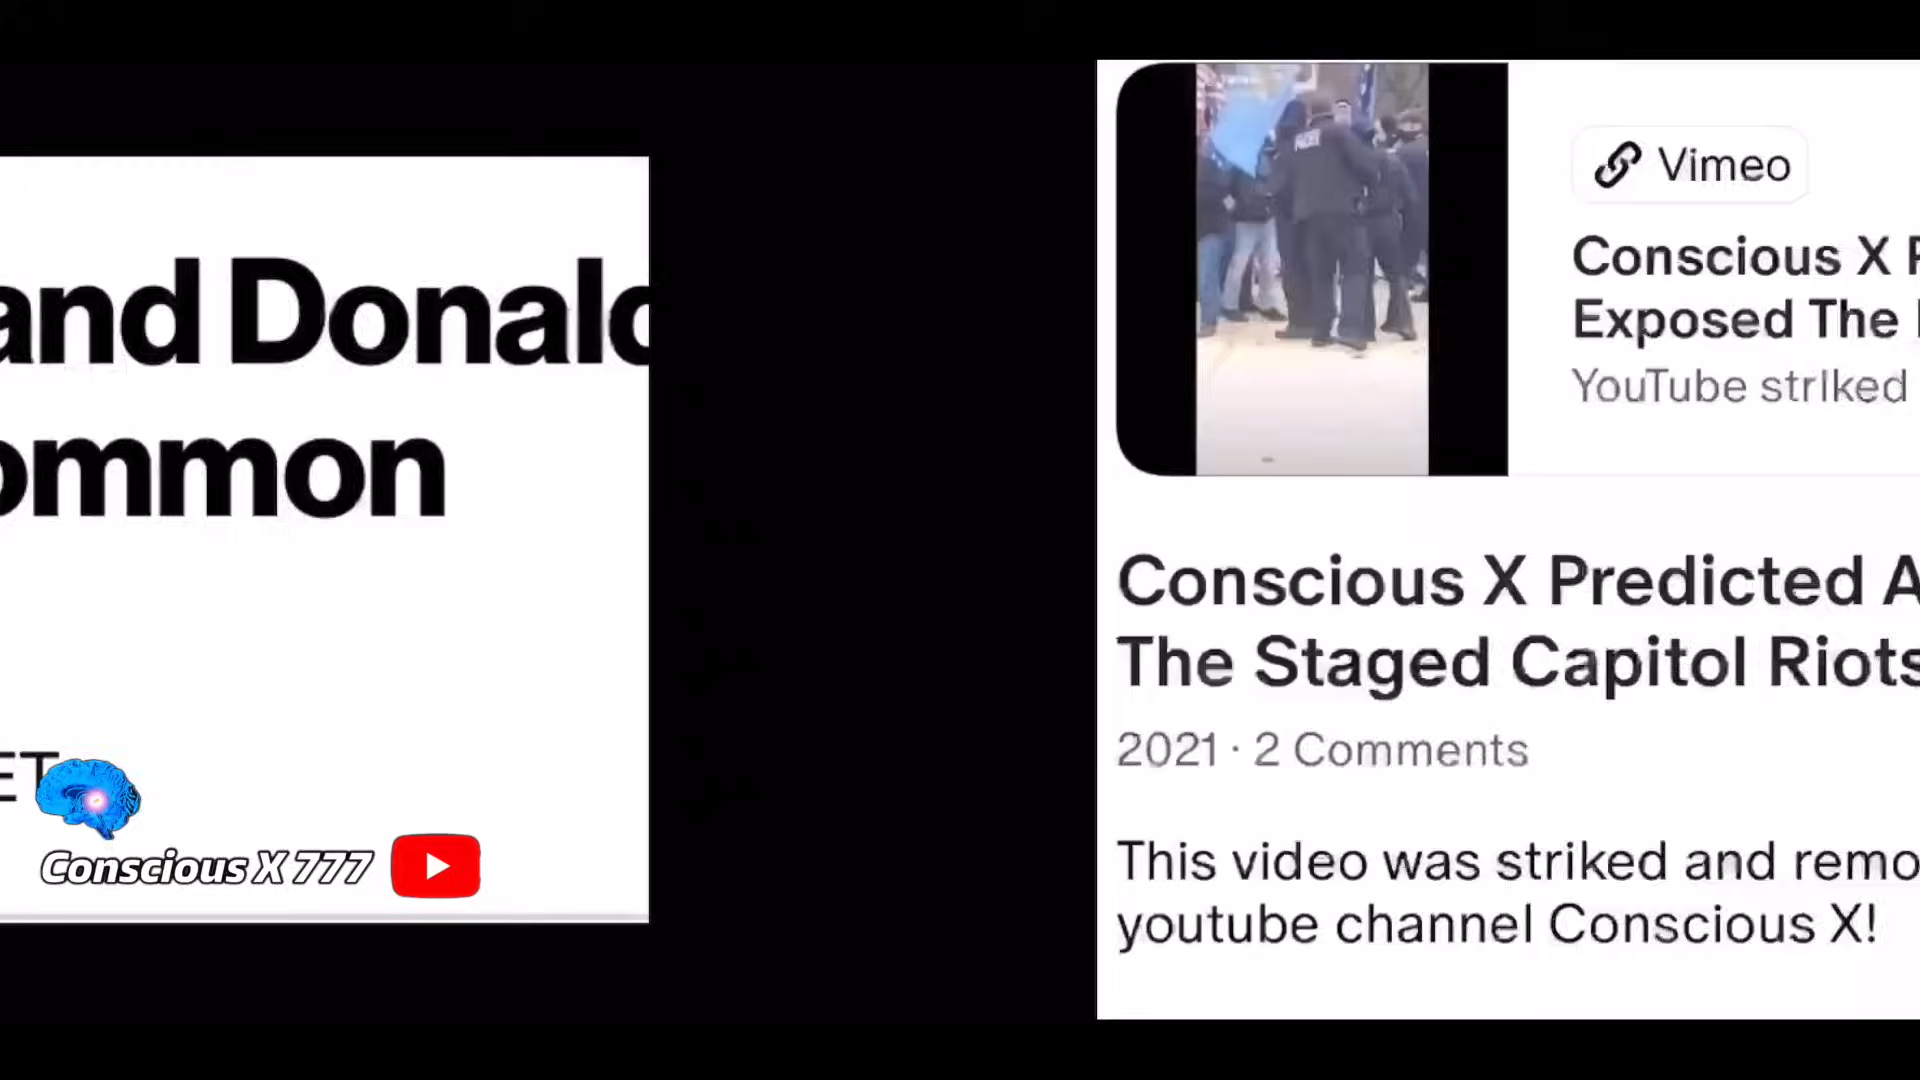 and Donald
ommon
ET
Conscious X 777
Vimeo
Conscious X P
Exposed The
YouTube strIked
Conscious X Predicted A
The Staged Capitol Riots
2021 · 2 Comments
This video was striked and remo
youtube channel Conscious X!